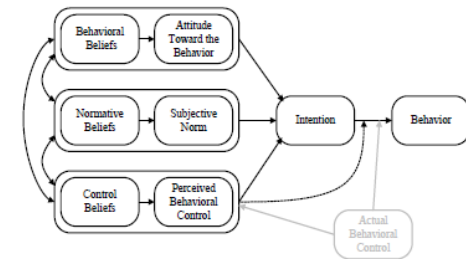 Behavioral
Beliefs
Attitude
Toward the
Behavior
Normative
Beliefs
Subjective
Norm
Intention
Behavior
Control
Beliefs
Perceived
Behavioral
Control
Actual
Behavioral
Control